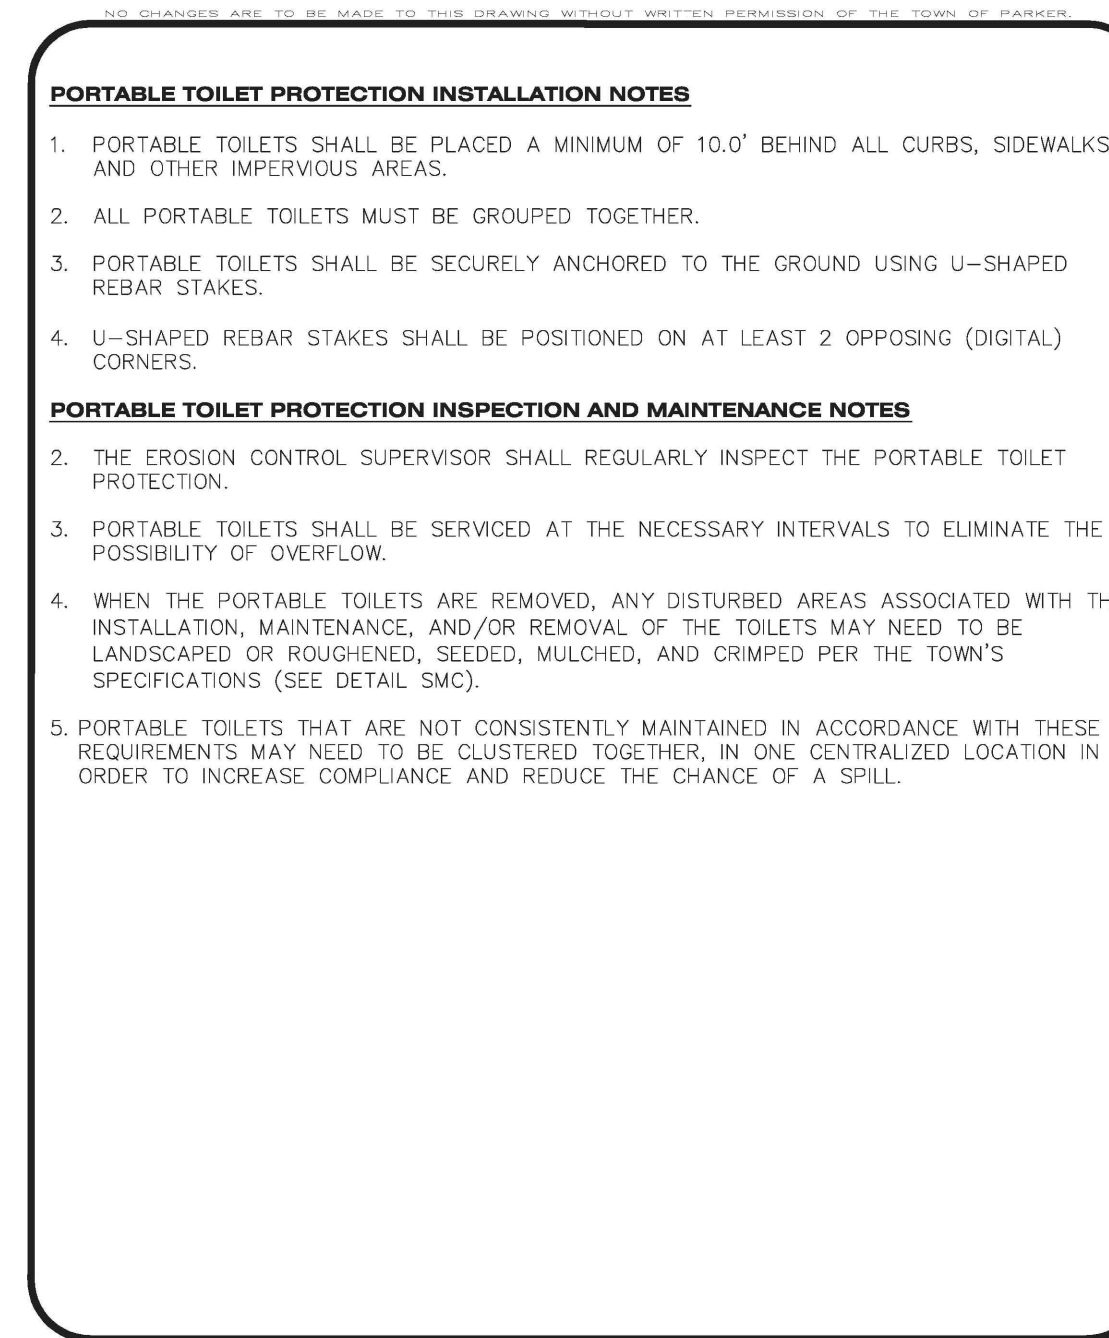 NO CHANGES ARE TO BE MADE TO THIS DRAWING WITHOUT WRITTEN PERMISSION OF THE TOWN OF PARKER.
PORTABLE TOILET PROTECTION INSTALLATION NOTES
1. PORTABLE TOILETS SHALL BE PLACED A MINIMUM OF 10.0' BEHIND ALL CURBS, SIDEWALKS
AND OTHER IMPERVIOUS AREAS.
2. ALL PORTABLE TOILETS MUST BE GROUPED TOGETHER.
3. PORTABLE TOILETS SHALL BE SECURELY ANCHORED TO THE GROUND USING U-SHAPED
REBAR STAKES.
4. U-SHAPED REBAR STAKES SHALL BE POSITIONED ON AT LEAST 2 OPPOSING (DIGITAL)
CORNERS.
PORTABLE TOILET PROTECTION INSPECTION AND MAINTENANCE NOTES
2. THE EROSION CONTROL SUPERVISOR SHALL REGULARLY INSPECT THE PORTABLE TOILET
PROTECTION.
3. PORTABLE TOILETS SHALL BE SERVICED AT THE NECESSARY INTERVALS TO ELIMINATE THE
POSSIBILITY OF OVERFLOW.
4. WHEN THE PORTABLE TOILETS ARE REMOVED, ANY DISTURBED AREAS ASSOCIATED WITH
INSTALLATION, MAINTENANCE, AND/OR REMOVAL OF THE TOILETS MAY NEED TO BE
LANDSCAPED OR ROUGHENED, SEEDED, MULCHED, AND CRIMPED PER THE TOWN'S
SPECIFICATIONS (SEE DETAIL SMC).
5. PORTABLE TOILETS THAT ARE NOT CONSISTENTLY MAINTAINED IN ACCORDANCE WITH THESE
REQUIREMENTS MAY NEED TO BE CLUSTERED TOGETHER, IN ONE CENTRALIZED LOCATION IN
ORDER TO INCREASE COMPLIANCE AND REDUCE THE CHANCE OF A SPILL.